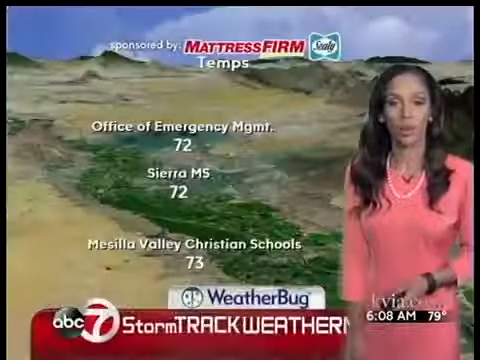 sponsored by: MATTRESSFIRM Sealy
Temps
Office of Emergency Mgmt.
72
Sierra MS
72
Mesilla Valley Christian Schools
73
WeatherBug
abc 7 StormTRACKWEATHER
kvia.com
6:08 AM 79°